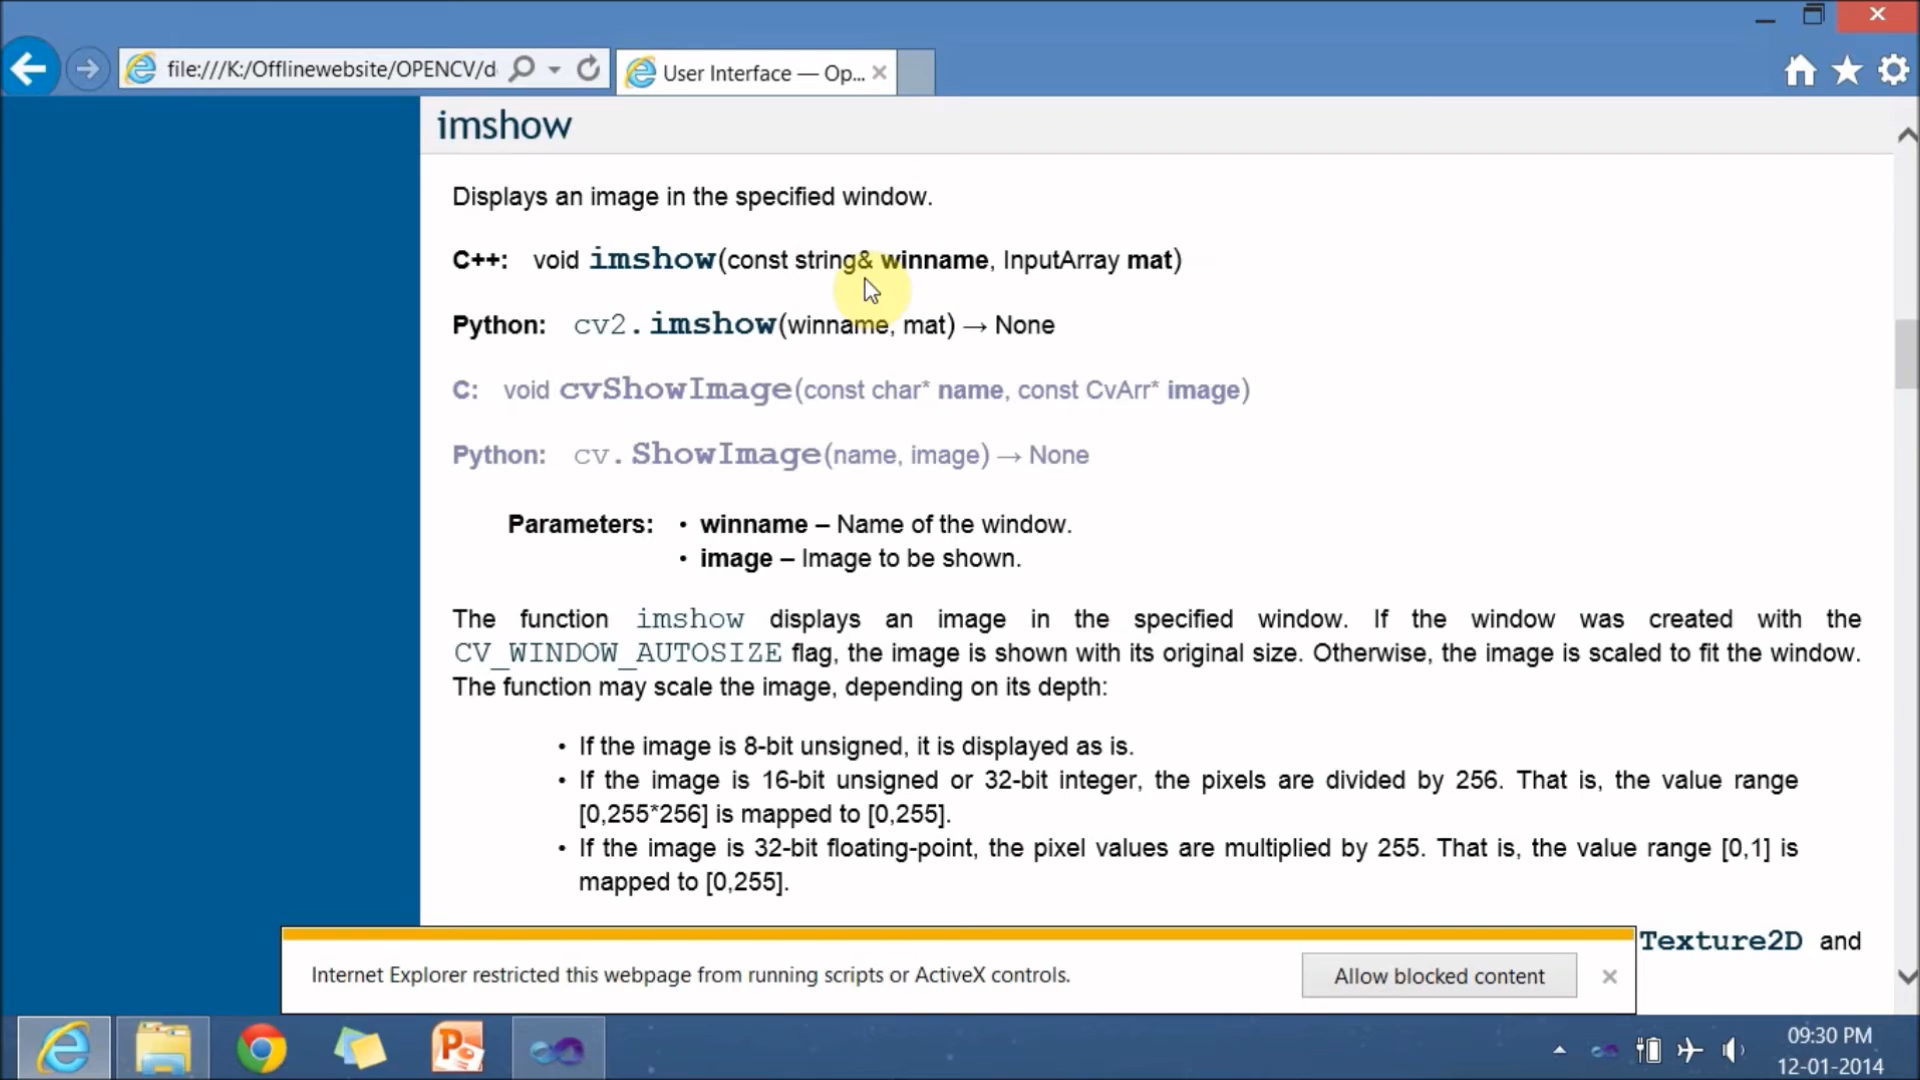 file:///K:/Offlinewebsite/OPENCV/d
User Interface — Op...
imshow
Displays an image in the specified window.
C++: void imshow(const string& winname, InputArray mat)
Python: cv2.imshow(winname, mat) → None
C: void cvShowImage(const char* name, const CvArr* image)
Python: cv.ShowImage(name, image) → None
Parameters: • winname – Name of the window.
• image – Image to be shown.
The function imshow displays an image in the specified window. If the window was created with the
CV_WINDOW_AUTOSIZE flag, the image is shown with its original size. Otherwise, the image is scaled to fit the window.
The function may scale the image, depending on its depth:
• If the image is 8-bit unsigned, it is displayed as is.
• If the image is 16-bit unsigned or 32-bit integer, the pixels are divided by 256. That is, the value range
[0,255*256] is mapped to [0,255].
• If the image is 32-bit floating-point, the pixel values are multiplied by 255. That is, the value range [0,1] is
mapped to [0,255].
Texture2D and
Internet Explorer restricted this webpage from running scripts or ActiveX controls.
Allow blocked content
09:30 PM
12-01-2014